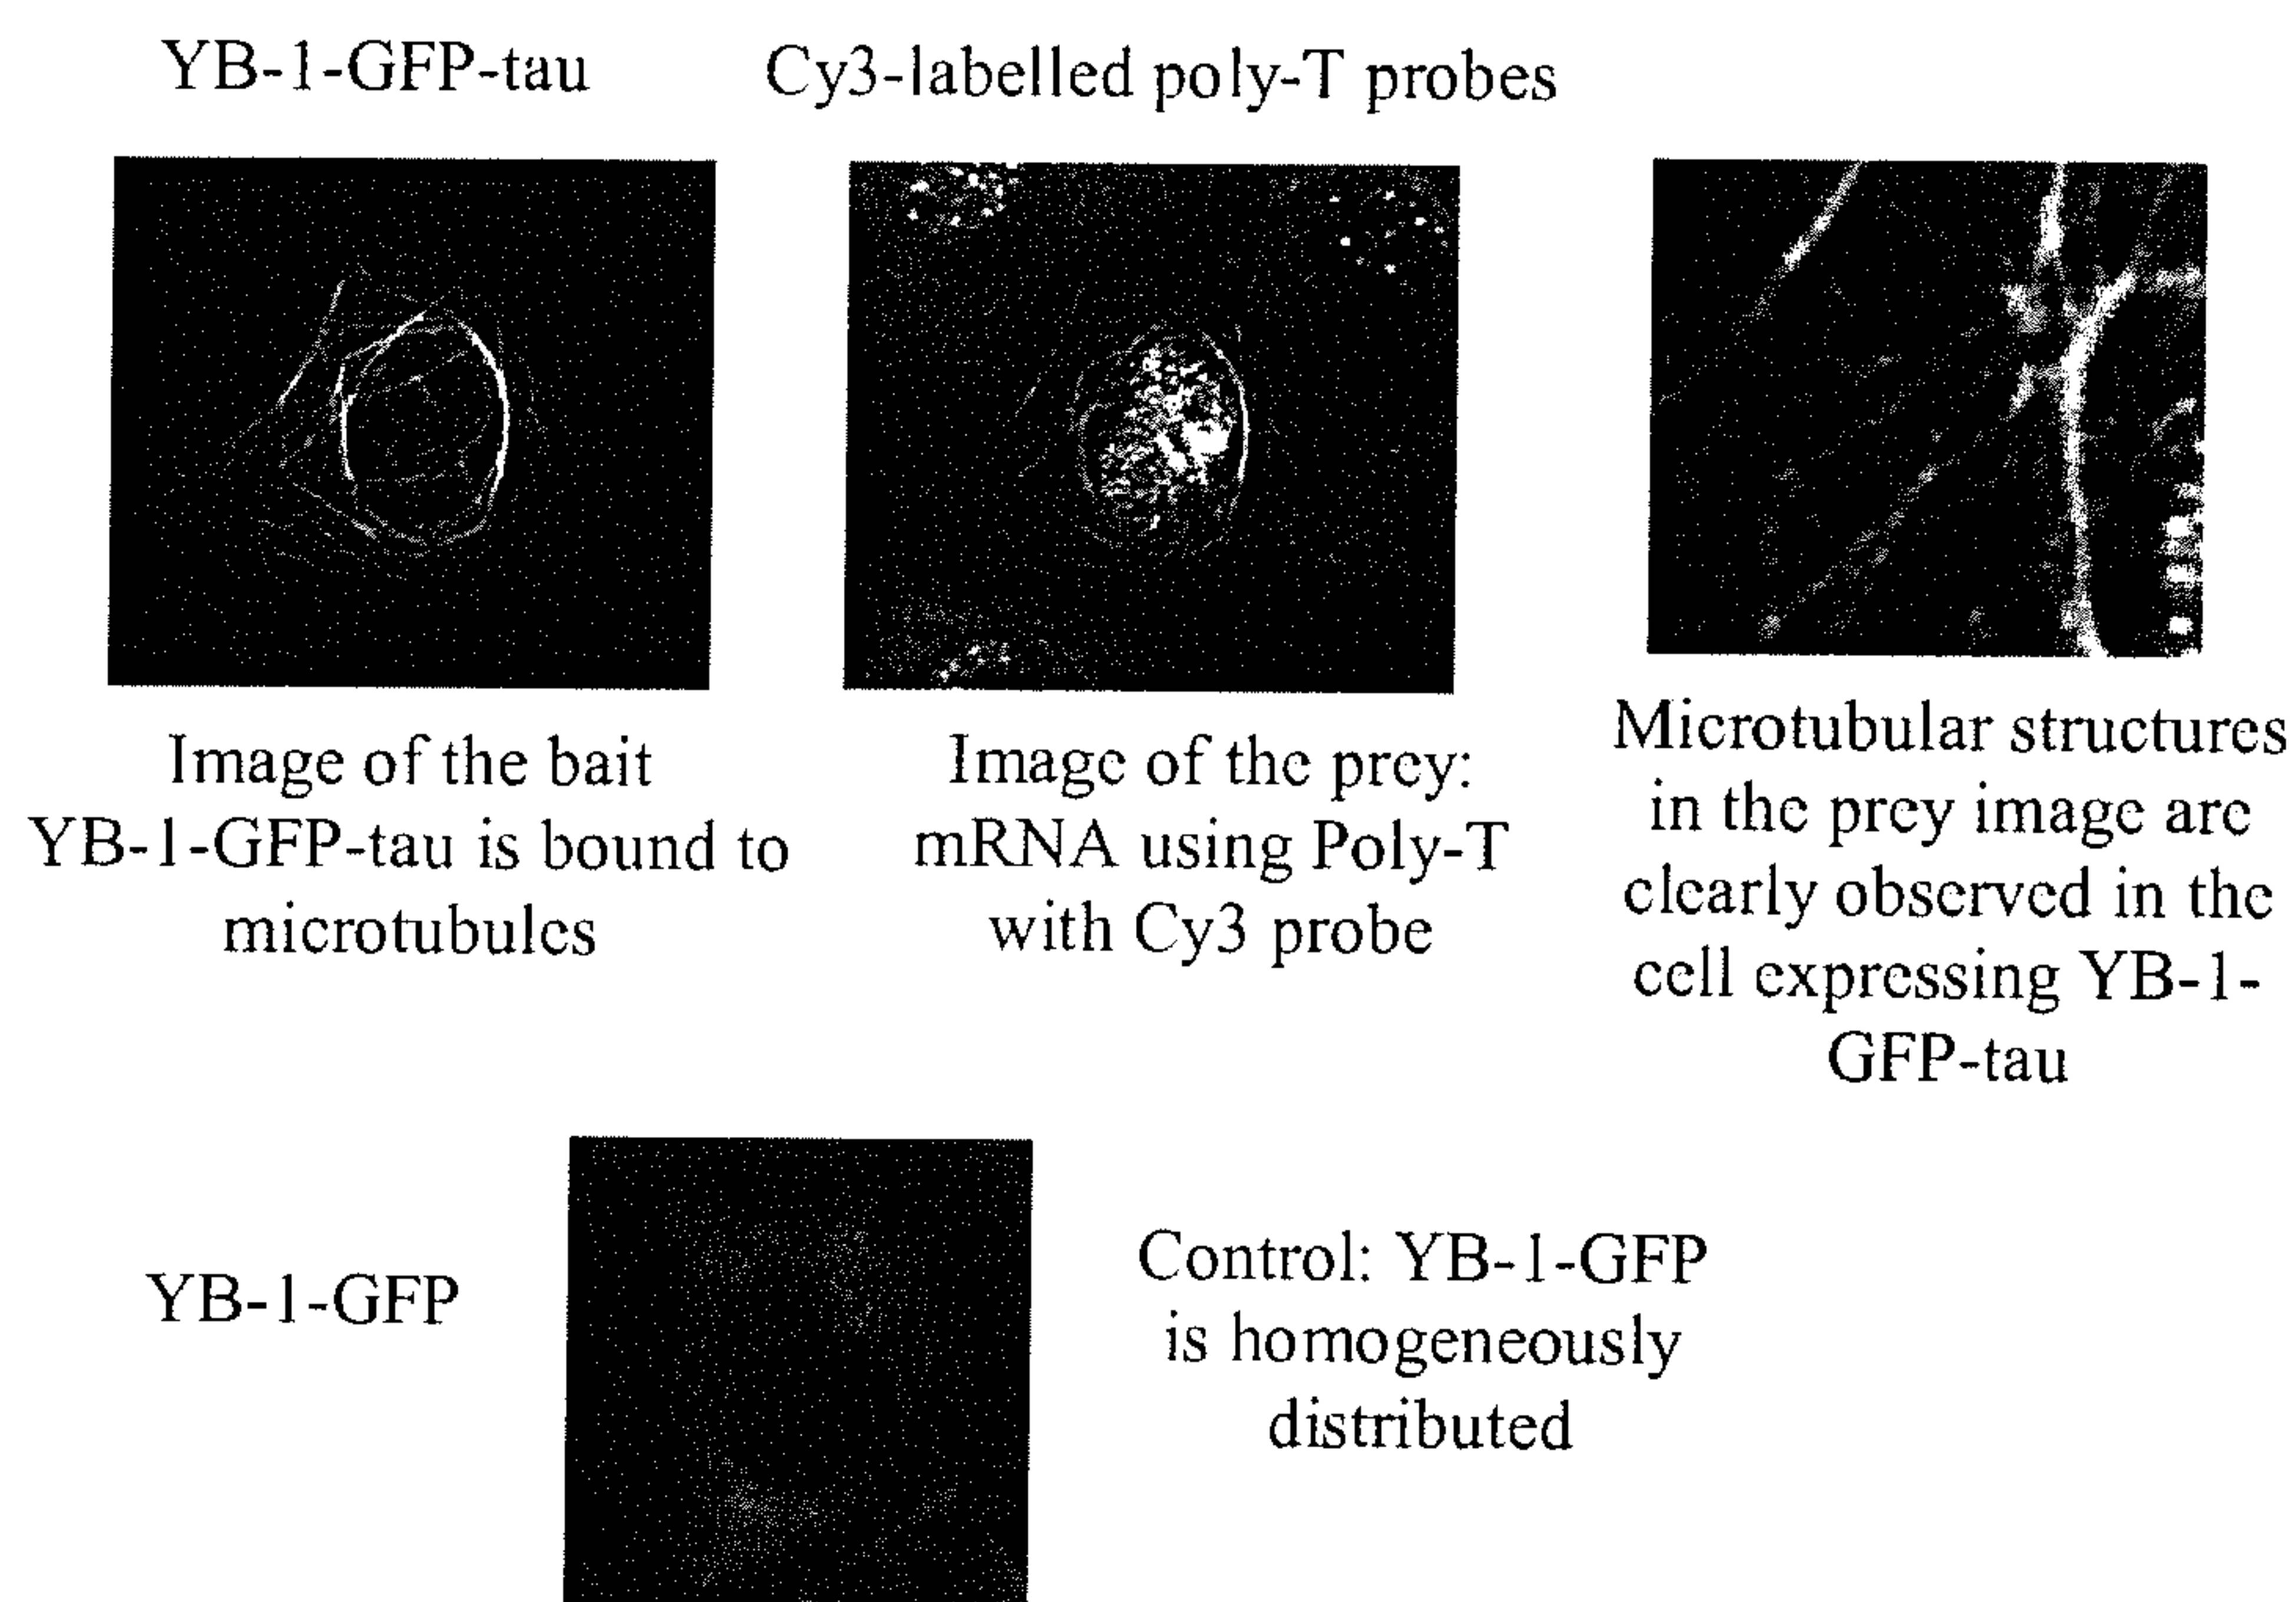 YB-1-GFP-tau
Cy3-labelled poly-T probes
Image of the bait
YB-1-GFP-tau is bound to
microtubules
Image of the prey:
mRNA using Poly-T
with Cy3 probe
Microtubular structures
in the prey image are
clearly observed in the
cell expressing YB-1-
GFP-tau
YB-1-GFP
Control: YB-1-GFP
is homogeneously
distributed